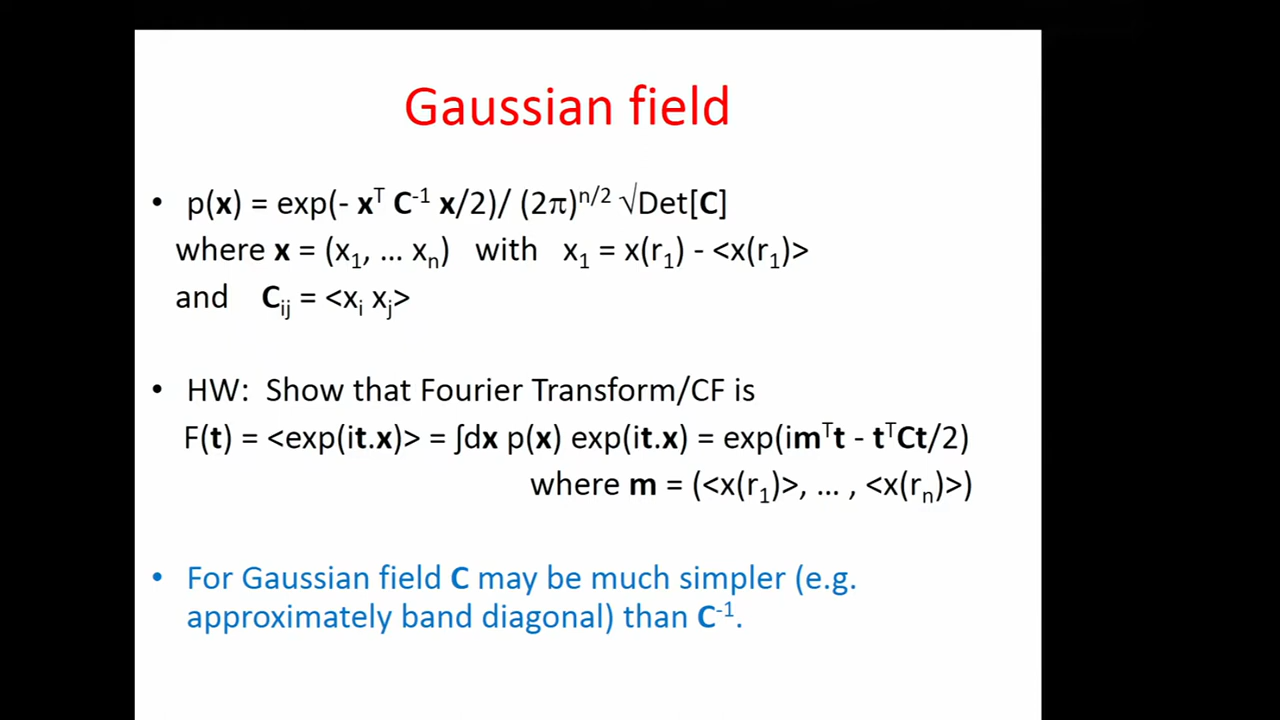 Gaussian field
• p(x) = exp(- xᵀ C⁻¹ x/2)/ (2π)ⁿᐟ² √Det[C]
where x = (x₁, … xₙ) with x₁ = x(r₁) - <x(r₁)>
and Cᵢⱼ = <xᵢ xⱼ>
• HW: Show that Fourier Transform/CF is
F(t) = <exp(it.x)> = ∫dx p(x) exp(it.x) = exp(imᵀt - tᵀCt/2)
where m = (<x(r₁)>, … , <x(rₙ)>)
• For Gaussian field C may be much simpler (e.g.
approximately band diagonal) than C⁻¹.